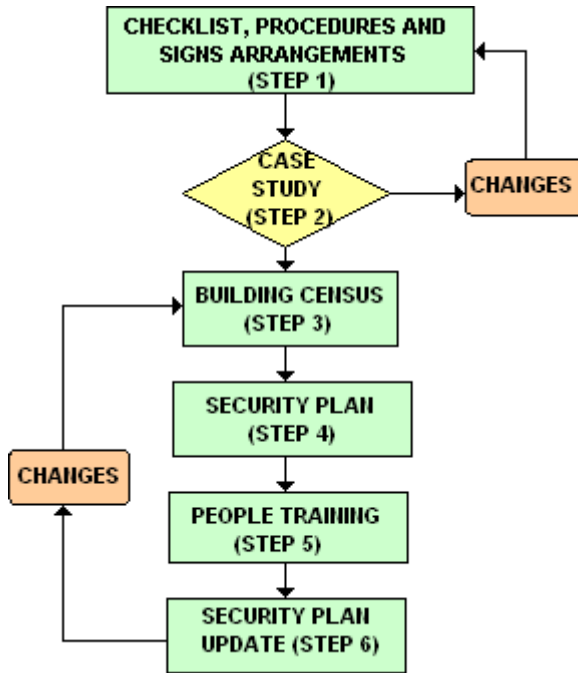 CHECKLIST, PROCEDURES AND
SIGNS ARRANGEMENTS
(STEP 1)
CASE
STUDY
(STEP 2)
CHANGES
BUILDING CENSUS
(STEP 3)
SECURITY PLAN
(STEP 4)
CHANGES
PEOPLE TRAINING
(STEP 5)
SECURITY PLAN
UPDATE (STEP 6)